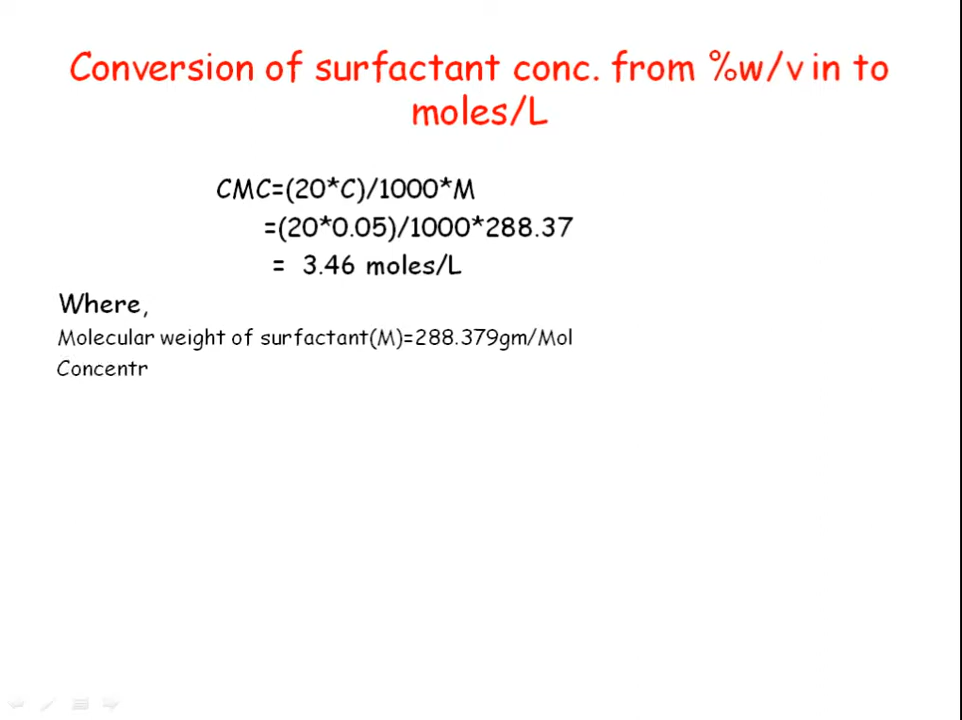 Conversion of surfactant conc. from %w/v in to
moles/L
CMC=(20*C)/1000*M
=(20*0.05)/1000*288.37
= 3.46 moles/L
Where,
Molecular weight of surfactant(M)=288.379gm/Mol
Concentr